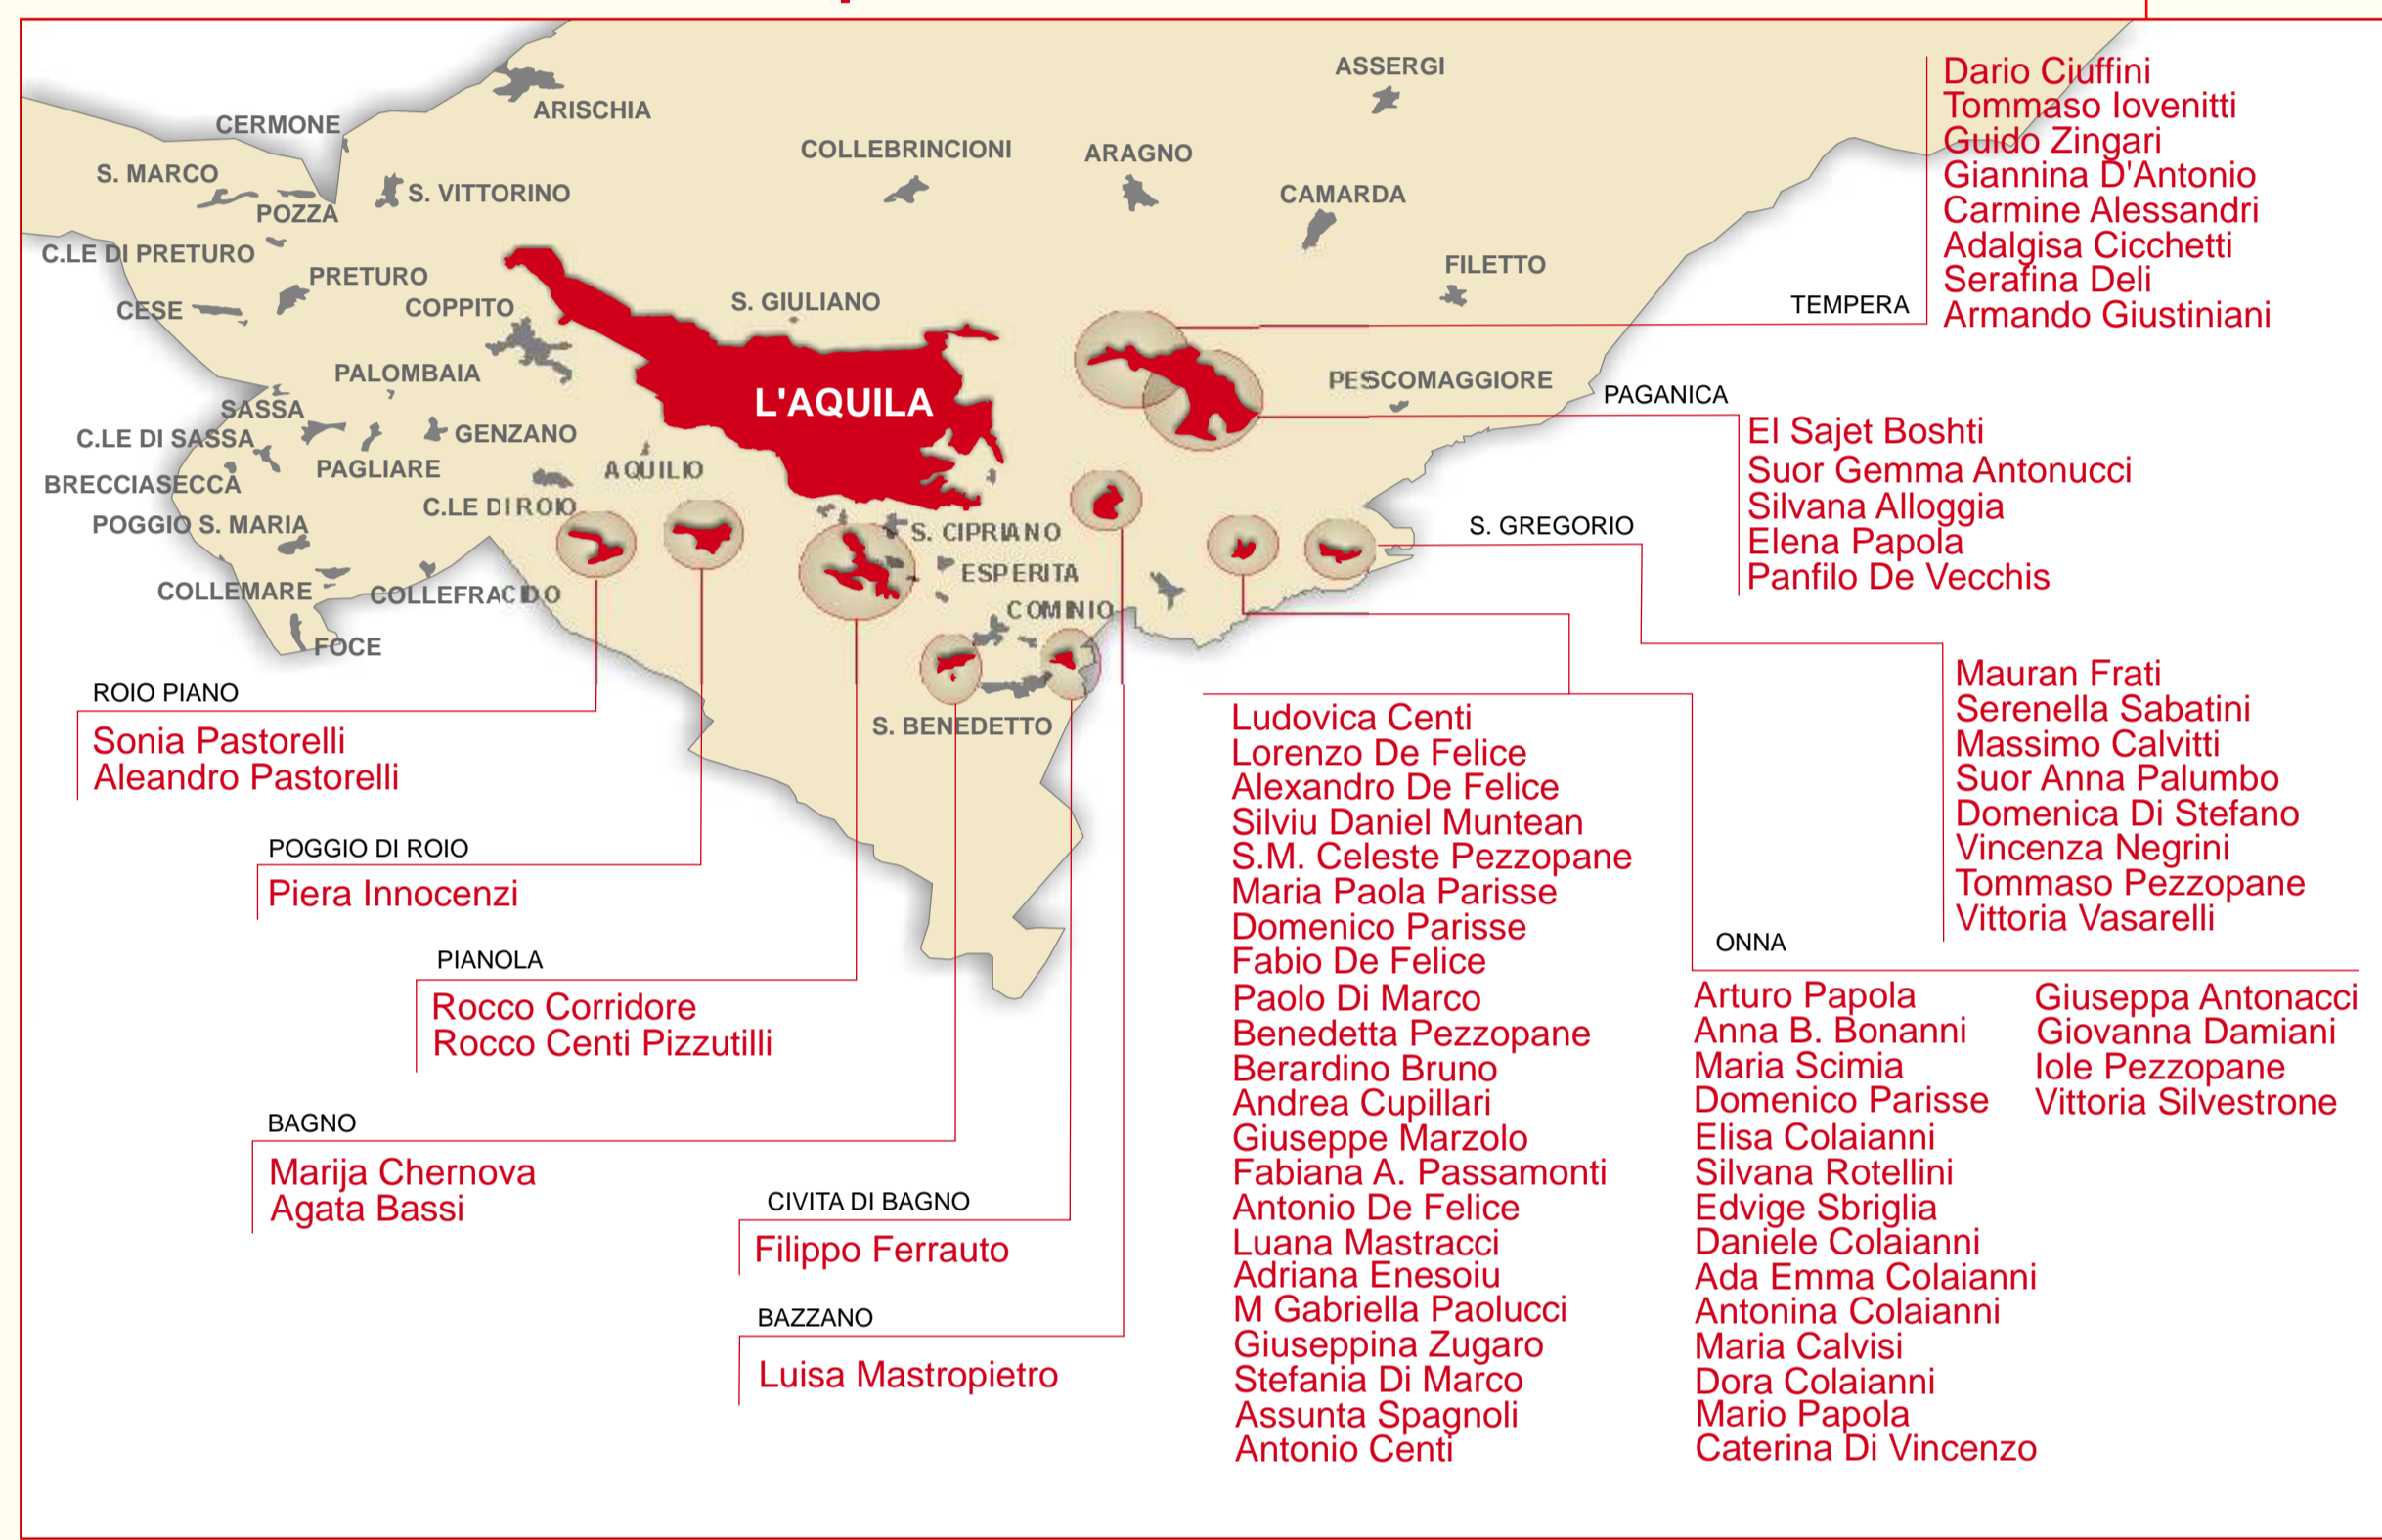 ASSERGI
ARISCHIA
CERMONE
COLLEBRINCIONI
ARAGNO
S. MARCO
S. VITTORINO
CAMARDA
POZZA
C.LE DI PRETURO
PRETURO
FILETTO
CESE
COPPITO
S. GIULIANO
PALOMBAIA
L'AQUILA
PESCOMAGGIORE
SASSA
C.LE DI SASSA
GENZANO
PAGLIARE
AQUILIO
BRECCIASECCA
C.LE DI ROIO
POGGIO S. MARIA
S. CIPRIANO
ESPERITA
COLLEMARE
COLLEFRACIDO
COMINIO
FOCE
S. BENEDETTO
TEMPERA
Dario Ciuffini
Tommaso Iovenitti
Guido Zingari
Giannina D'Antonio
Carmine Alessandri
Adalgisa Cicchetti
Serafina Deli
Armando Giustiniani
PAGANICA
El Sajet Boshti
Suor Gemma Antonucci
Silvana Alloggia
Elena Papola
Panfilo De Vecchis
S. GREGORIO
Mauran Frati
Serenella Sabatini
Massimo Calvitti
Suor Anna Palumbo
Domenica Di Stefano
Vincenza Negrini
Tommaso Pezzopane
Vittoria Vasarelli
ROIO PIANO
Sonia Pastorelli
Aleandro Pastorelli
POGGIO DI ROIO
Piera Innocenzi
PIANOLA
Rocco Corridore
Rocco Centi Pizzutilli
BAGNO
Marija Chernova
Agata Bassi
CIVITA DI BAGNO
Filippo Ferrauto
BAZZANO
Luisa Mastropietro
ONNA
Ludovica Centi
Lorenzo De Felice
Alexandro De Felice
Silviu Daniel Muntean
S.M. Celeste Pezzopane
Maria Paola Parisse
Domenico Parisse
Fabio De Felice
Paolo Di Marco
Benedetta Pezzopane
Berardino Bruno
Andrea Cupillari
Giuseppe Marzolo
Fabiana A. Passamonti
Antonio De Felice
Luana Mastracci
Adriana Enesoiu
M Gabriella Paolucci
Giuseppina Zugaro
Stefania Di Marco
Assunta Spagnoli
Antonio Centi
Arturo Papola
Anna B. Bonanni
Maria Scimia
Domenico Parisse
Elisa Colaianni
Silvana Rotellini
Edvige Sbriglia
Daniele Colaianni
Ada Emma Colaianni
Antonina Colaianni
Maria Calvisi
Dora Colaianni
Mario Papola
Caterina Di Vincenzo
Giuseppa Antonacci
Giovanna Damiani
Iole Pezzopane
Vittoria Silvestrone